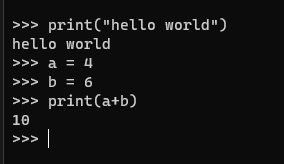 >>> print("hello world")
hello world
>>> a = 4
>>> b = 6
>>> print(a+b)
10
>>>